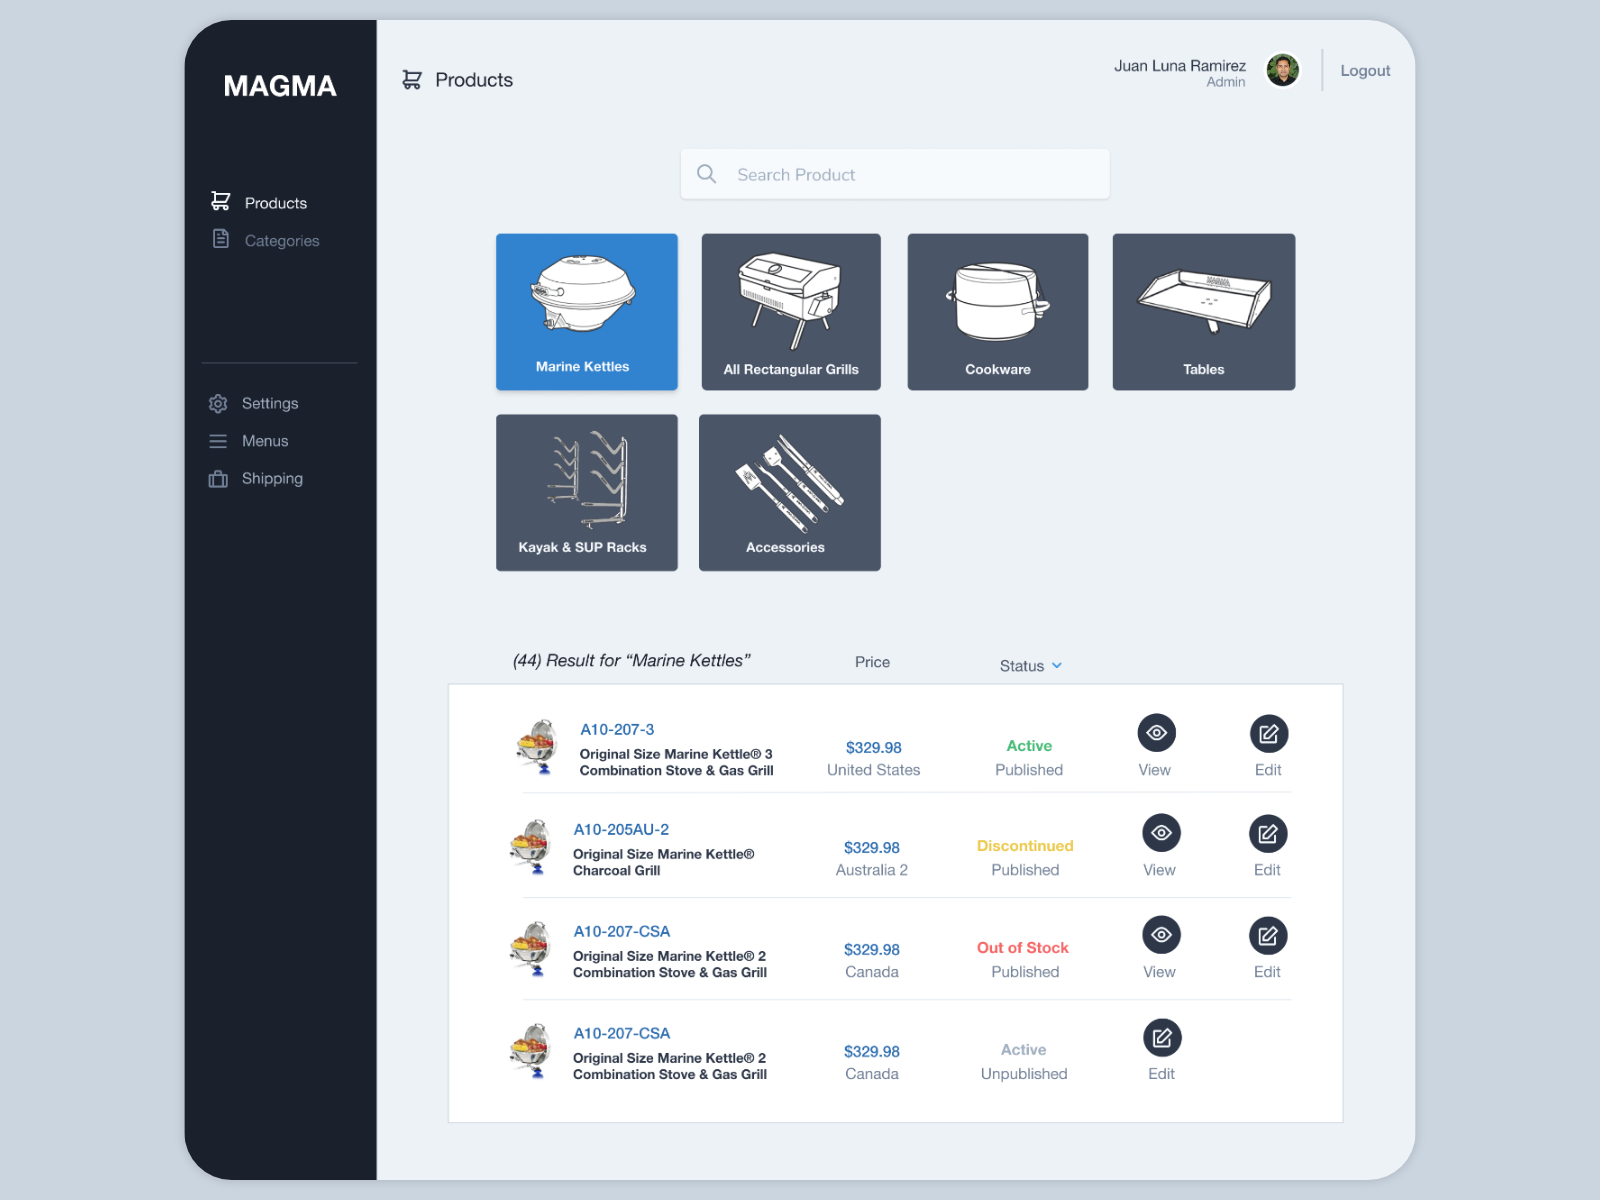 MAGMA
Products
Categories
Settings
Menus
Shipping
Products
Juan Luna Ramirez
Admin
Logout
Search Product
Marine Kettles
All Rectangular Grills
Cookware
MAGMA
Tables
Kayak & SUP Racks
Accessories
(44) Result for “Marine Kettles”
Price
Status
A10-207-3
Original Size Marine Kettle® 3
Combination Stove & Gas Grill
$329.98
United States
Active
Published
View
Edit
A10-205AU-2
Original Size Marine Kettle®
Charcoal Grill
$329.98
Australia 2
Discontinued
Published
View
Edit
A10-207-CSA
Original Size Marine Kettle® 2
Combination Stove & Gas Grill
$329.98
Canada
Out of Stock
Published
View
Edit
A10-207-CSA
Original Size Marine Kettle® 2
Combination Stove & Gas Grill
$329.98
Canada
Active
Unpublished
Edit